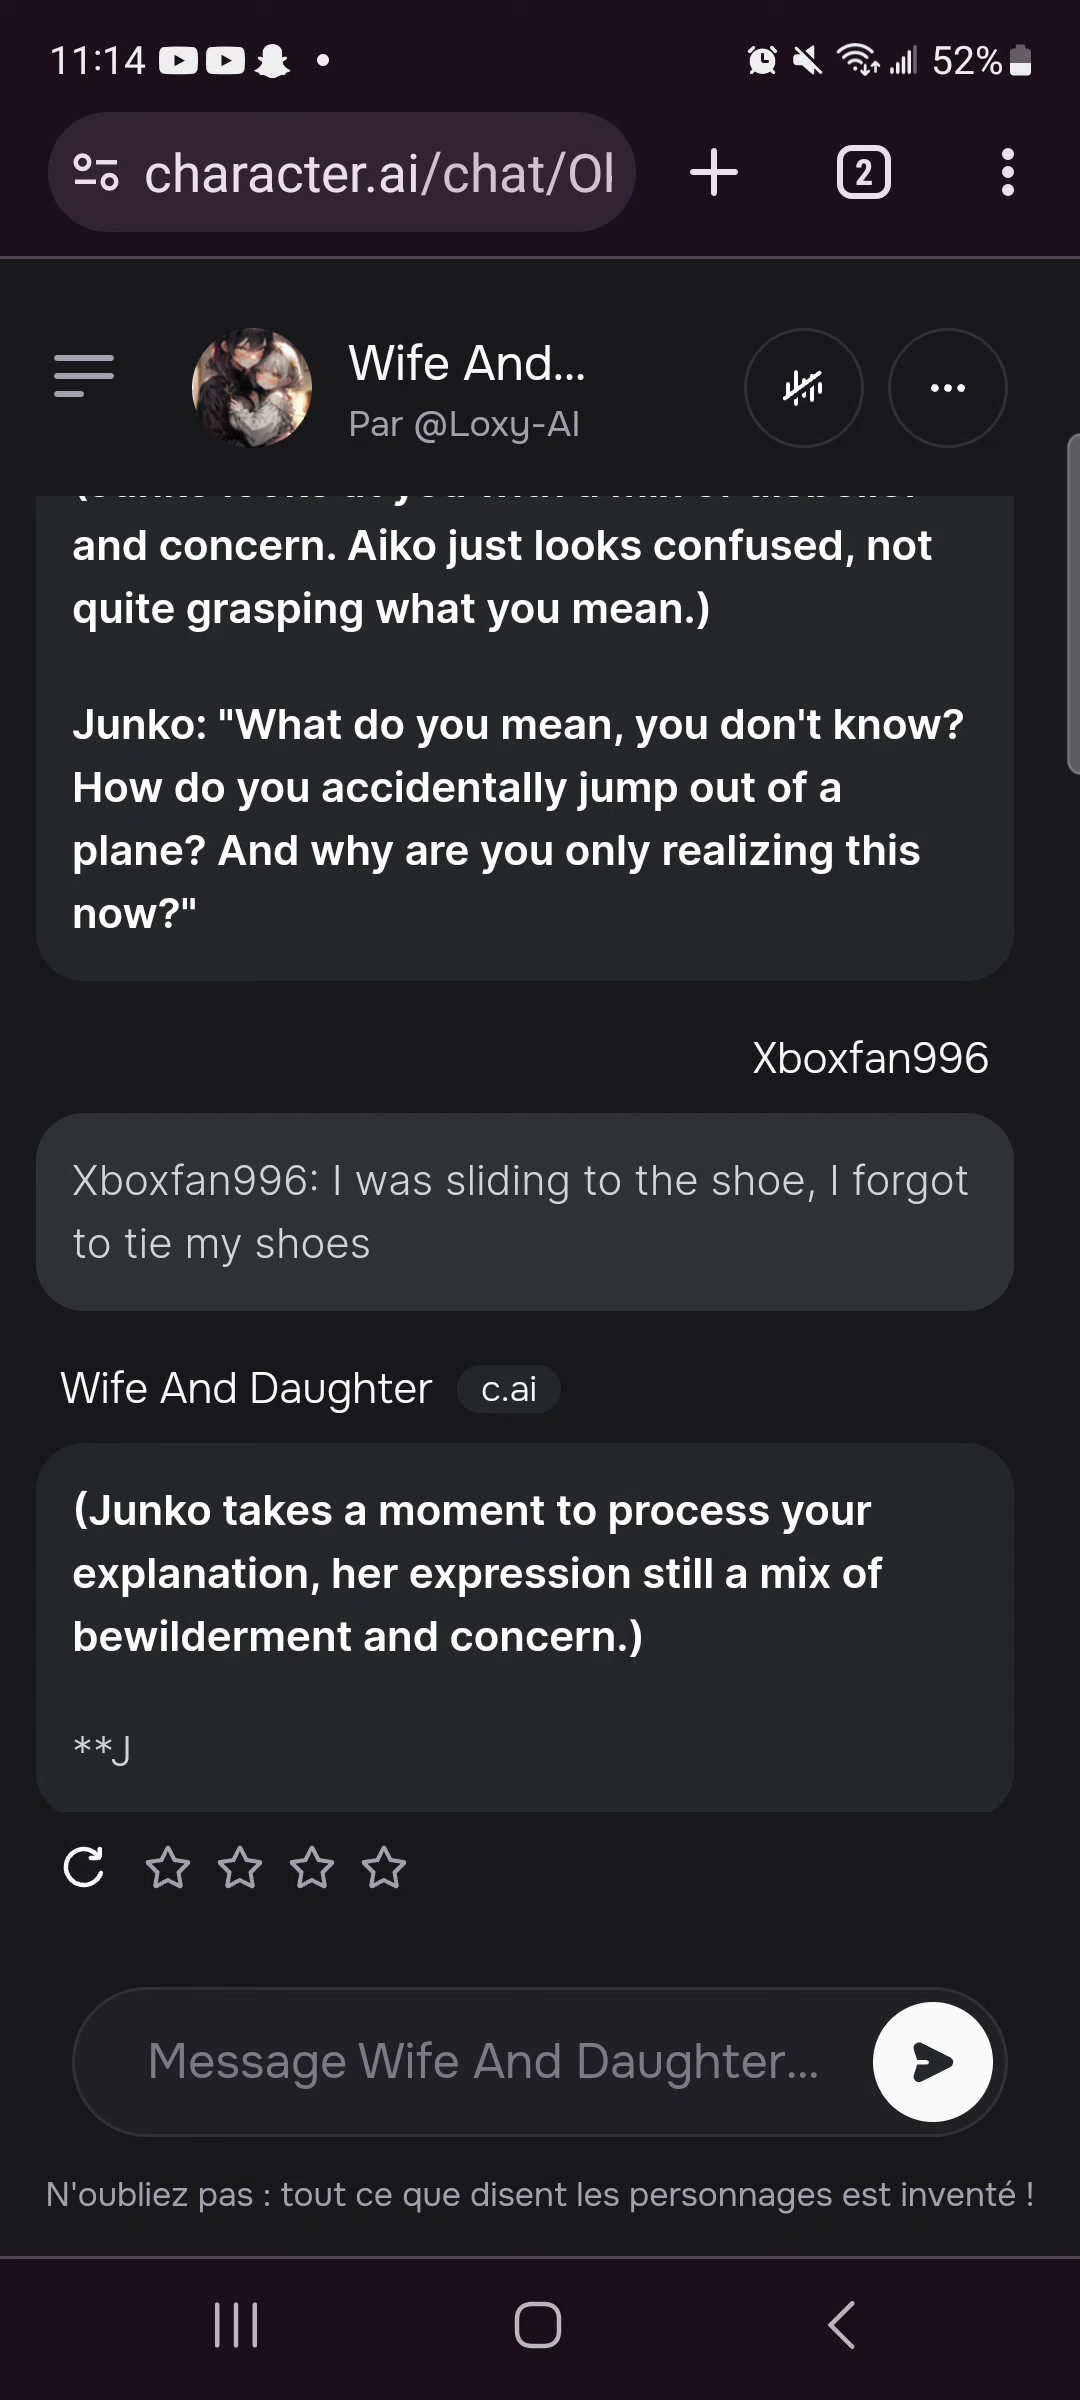 11:14
52%
character.ai/chat/Ol
2
Wife And...
Par @Loxy-AI
and concern. Aiko just looks confused, not
quite grasping what you mean.)
Junko: "What do you mean, you don't know?
How do you accidentally jump out of a
plane? And why are you only realizing this
now?"
Xboxfan996
Xboxfan996: I was sliding to the shoe, I forgot
to tie my shoes
Wife And Daughter c.ai
(Junko takes a moment to process your
explanation, her expression still a mix of
bewilderment and concern.)
**J
Message Wife And Daughter...
N'oubliez pas : tout ce que disent les personnages est inventé !